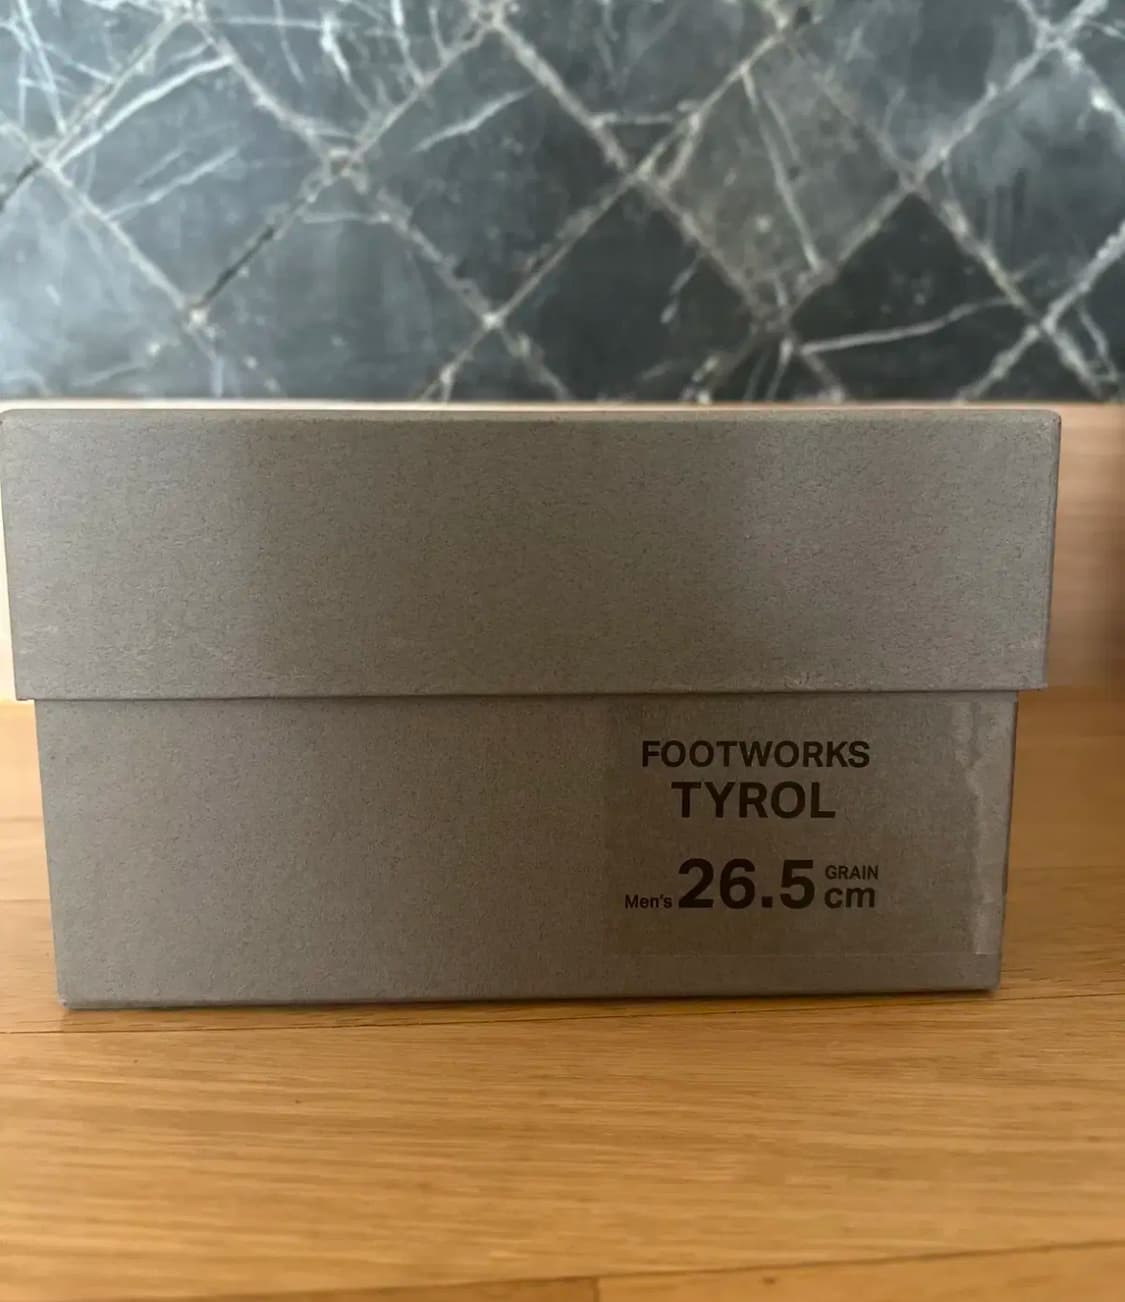 FOOTWORKS
TYROL
GRAIN
Men's 26.5 cm